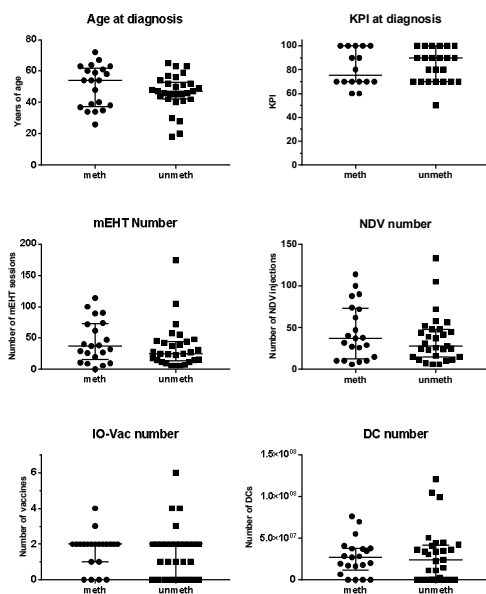 Age at diagnosis
Years of age
80
60
40
20
0
meth
unmeth
KPI at diagnosis
KPI
100
80
60
40
20
0
meth
unmeth
mEHT Number
Number of mEHT sessions
200
150
100
50
0
meth
unmeth
NDV number
Number of NDV injections
150
100
50
0
meth
unmeth
IO-Vac number
Number of vaccines
6
4
2
0
meth
unmeth
DC number
Number of DCs
1.5×10⁰⁸
1.0×10⁰⁸
5.0×10⁰⁷
0
meth
unmeth